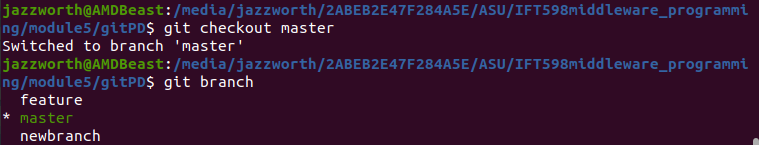 jazzworth@AMDBeast:/media/jazzworth/2ABEB2E47F284A5E/ASU/IFT598middleware_programmi
ng/module5/gitPD$ git checkout master
Switched to branch 'master'
jazzworth@AMDBeast:/media/jazzworth/2ABEB2E47F284A5E/ASU/IFT598middleware_programmi
ng/module5/gitPD$ git branch
  feature
* master
  newbranch